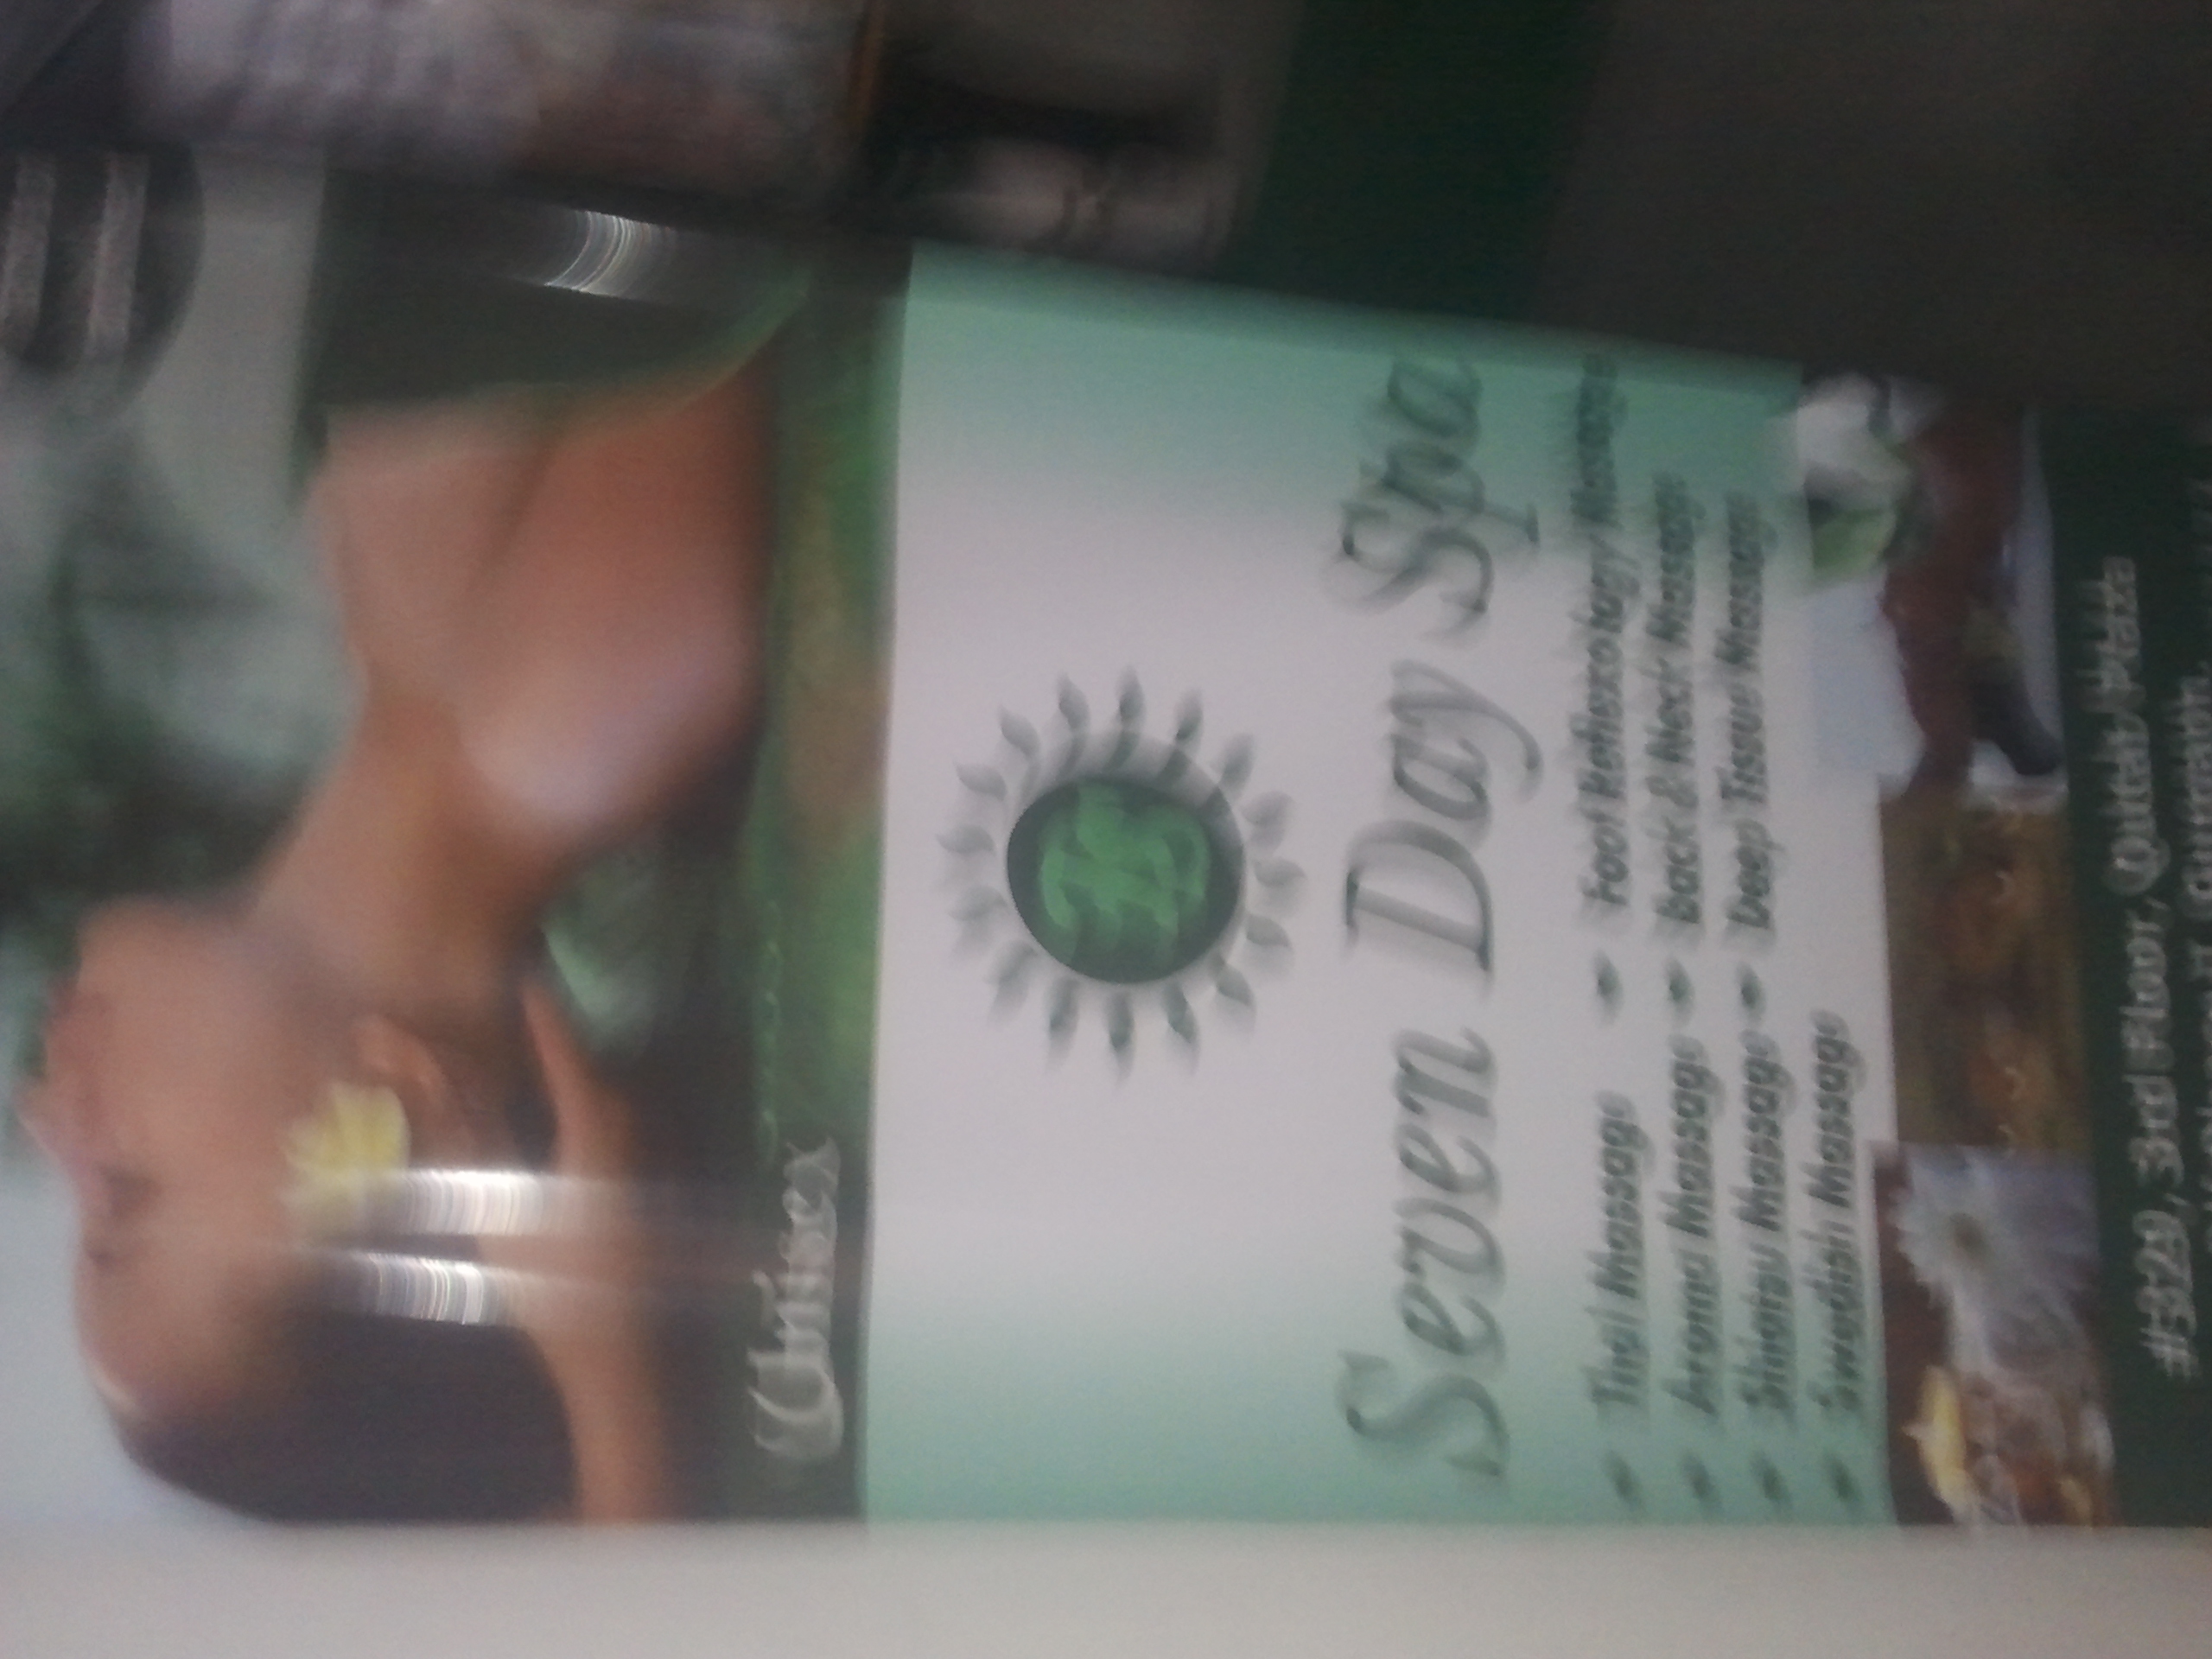 Unisex
Seven Day Spa
Thai Massage
Aroma Massage
Shiatsu Massage
Swedish Massage
Foot Reflexology Massage
Back & Neck Massage
Deep Tissue Massage
3rd Floor, Plaza